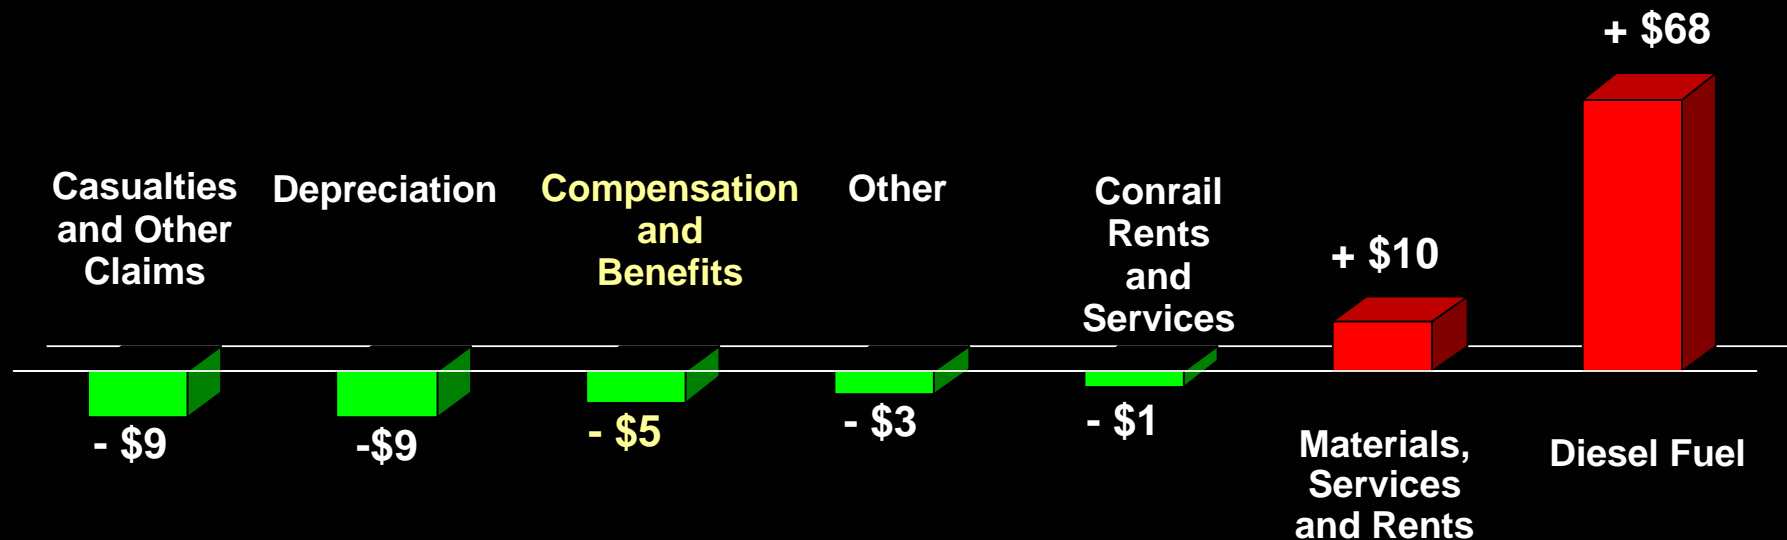 + $68
Casualties
and Other
Claims
Depreciation
Compensation
and
Benefits
Other
Conrail
Rents
and
Services
+ $10
- $9
-$9
- $5
- $3
- $1
Materials,
Services
and Rents
Diesel Fuel